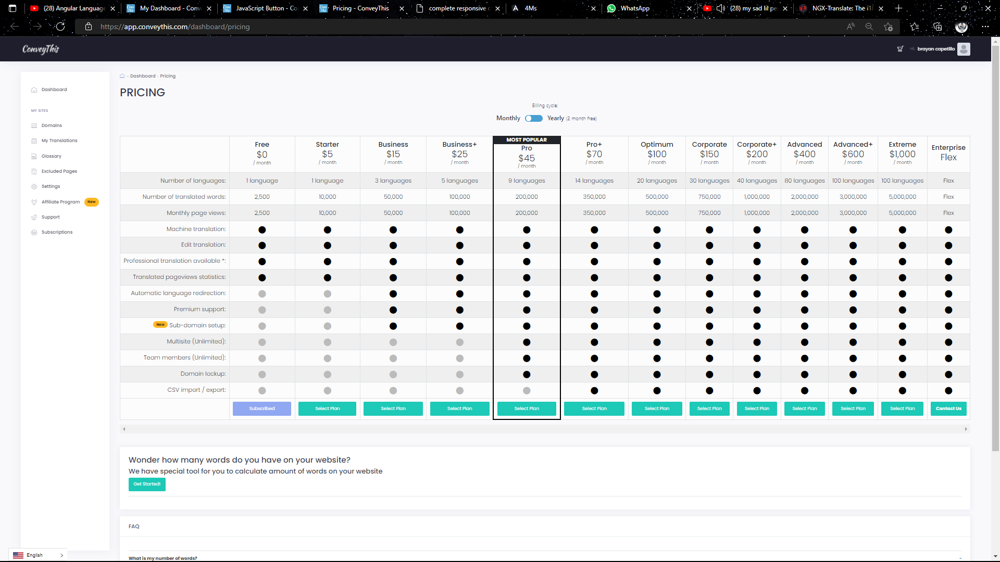 (28) Angular Languag
My Dashboard - Conv
JavaScript Button - Co
Pricing - ConveyThis
complete responsive c
4Ms
WhatsApp
(28) my sad lil pe
NGX-Translate: The i18
https://app.conveythis.com/dashboard/pricing
ConveyThis
Hi, brayan capetillo
Dashboard
MY SITES
Domains
My Translations
Glossary
Excluded Pages
Settings
Affiliate Program New
Support
Subscriptions
Dashboard Pricing
PRICING
Billing cycle:
Monthly Yearly (2 month free)
MOST POPULAR
Free Starter Business Business+ Pro Pro+ Optimum Corporate Corporate+ Advanced Advanced+ Extreme Enterprise
$0 $5 $15 $25 $45 $70 $100 $150 $200 $400 $600 $1,000 Flex
/ month / month / month / month / month / month / month / month / month / month / month / month
Number of languages: 1 language 1 language 3 languages 5 languages 9 languages 14 languages 20 languages 30 languages 40 languages 80 languages 100 languages 100 languages Flex
Number of translated words: 2,500 10,000 50,000 100,000 200,000 350,000 500,000 750,000 1,000,000 2,000,000 3,000,000 5,000,000 Flex
Monthly page views: 2,500 10,000 50,000 100,000 200,000 350,000 500,000 750,000 1,000,000 2,000,000 3,000,000 5,000,000 Flex
Machine translation:
Edit translation:
Professional translation available *:
Translated pageviews statistics:
Automatic language redirection:
Premium support:
New Sub-domain setup:
Multisite (Unlimited):
Team members (Unlimited):
Domain lockup:
CSV import / export:
Subscribed Select Plan Select Plan Select Plan Select Plan Select Plan Select Plan Select Plan Select Plan Select Plan Select Plan Select Plan Contact Us
Wonder how many words do you have on your website?
We have special tool for you to calculate amount of words on your website
Get Started!
FAQ
What is my number of words?
English